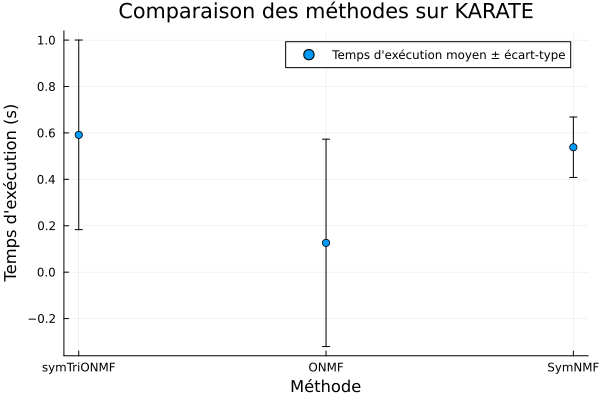 Comparaison des méthodes sur KARATE
Temps d'exécution moyen ± écart-type
Temps d'exécution (s)
1.0
0.8
0.6
0.4
0.2
0.0
−0.2
symTriONMF
ONMF
SymNMF
Méthode